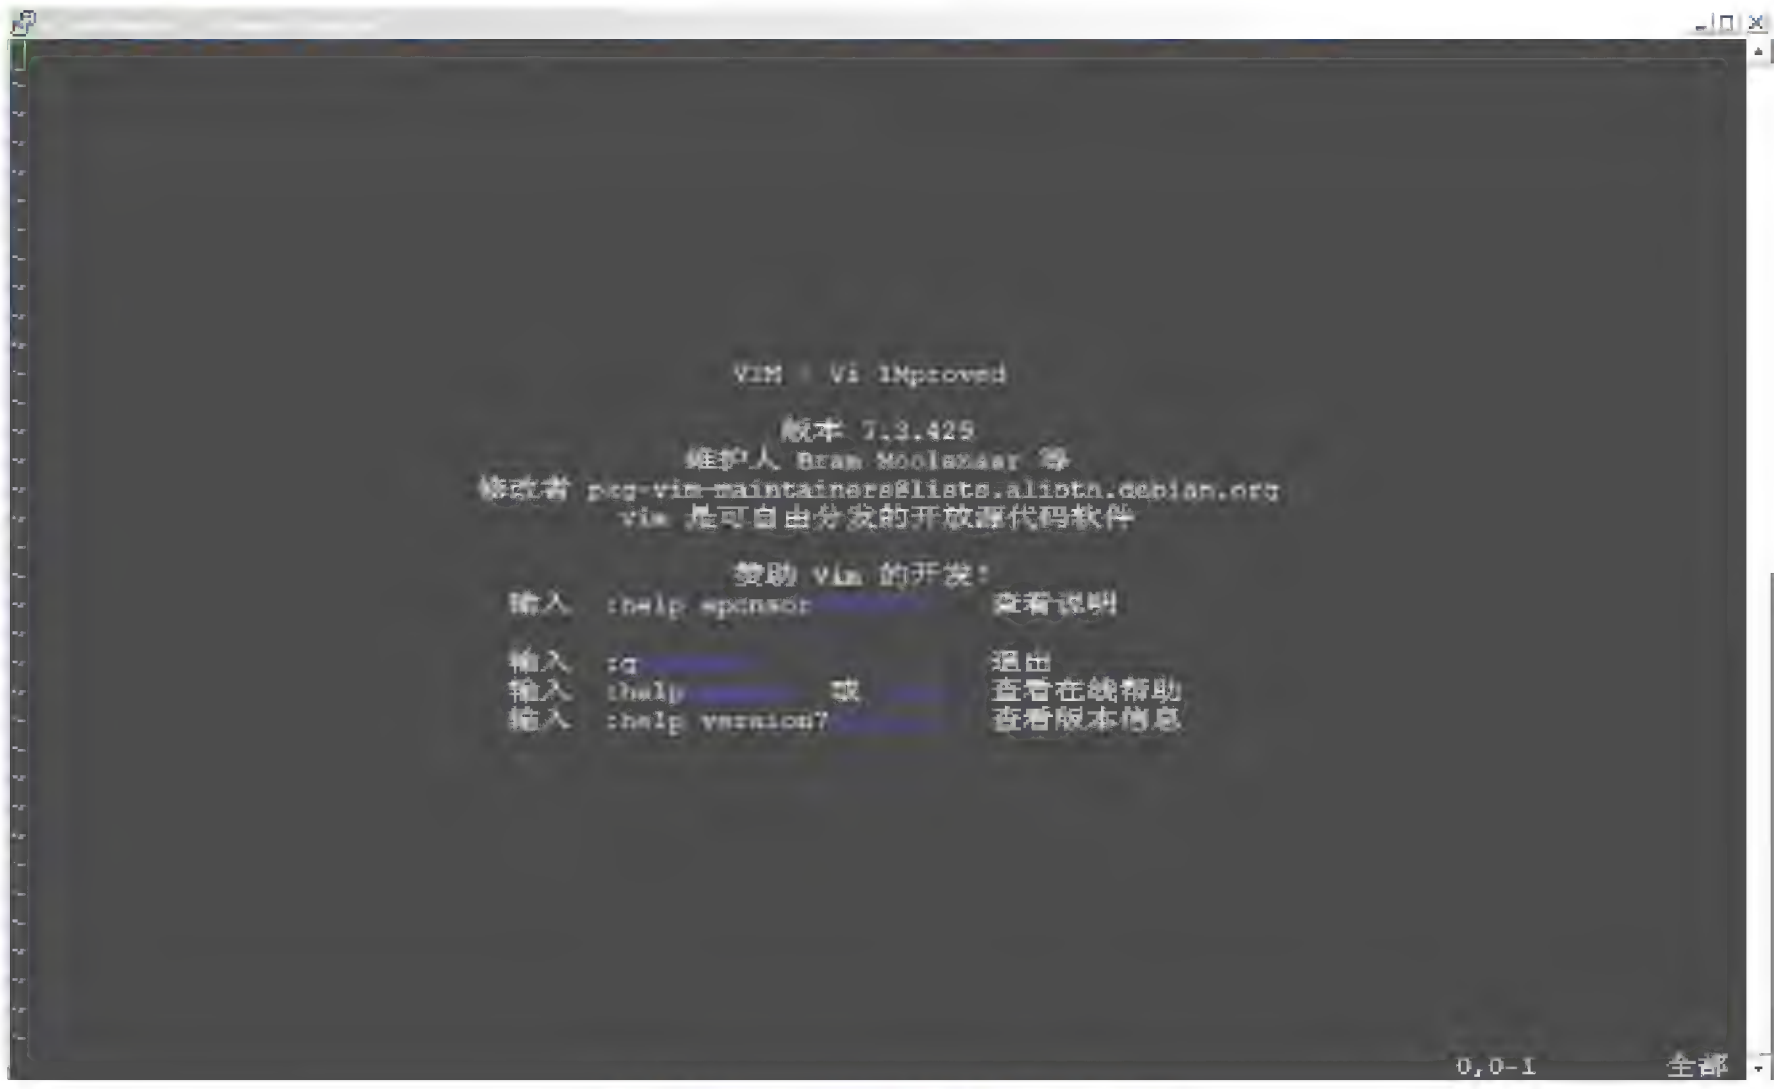 VIM - Vi IMproved
版本 7.3.429
维护人 Bram Moolenaar 等
修改者 pkg-vim-maintainers@lists.alioth.debian.org
Vim 是可自由分发的开放源代码软件
赞助 Vim 的开发!
输入 :help sponsor 查看说明
输入 :q 退出
输入 :help 或 查看在线帮助
输入 :help version7 查看版本信息
0,0-1 全部